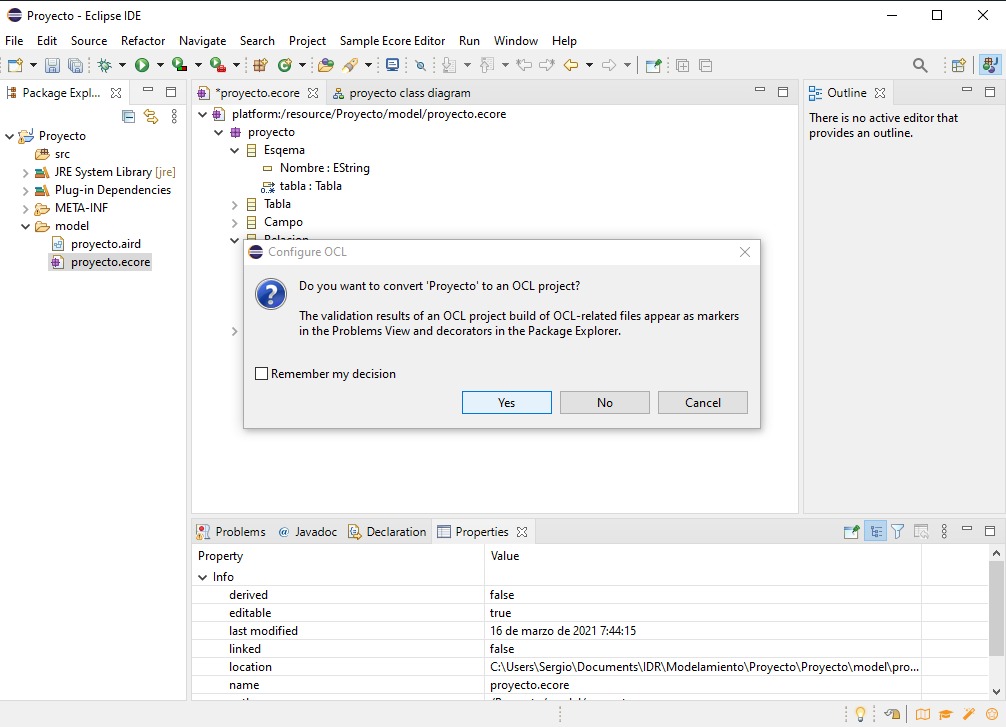 Proyecto - Eclipse IDE
File Edit Source Refactor Navigate Search Project Sample Ecore Editor Run Window Help
Package Expl...
*proyecto.ecore
proyecto class diagram
Outline
Proyecto
src
JRE System Library [jre]
Plug-in Dependencies
META-INF
model
proyecto.aird
proyecto.ecore
platform:/resource/Proyecto/model/proyecto.ecore
proyecto
Esqema
Nombre : EString
tabla : Tabla
Tabla
Campo
Relacion
There is no active editor that
provides an outline.
Configure OCL
Do you want to convert 'Proyecto' to an OCL project?
The validation results of an OCL project build of OCL-related files appear as markers
in the Problems View and decorators in the Package Explorer.
Remember my decision
Yes No Cancel
Problems @ Javadoc Declaration Properties
Property Value
Info
derived false
editable true
last modified 16 de marzo de 2021 7:44:15
linked false
location C:\Users\Sergio\Documents\IDR\Modelamiento\Proyecto\Proyecto\model\pro...
name proyecto.ecore